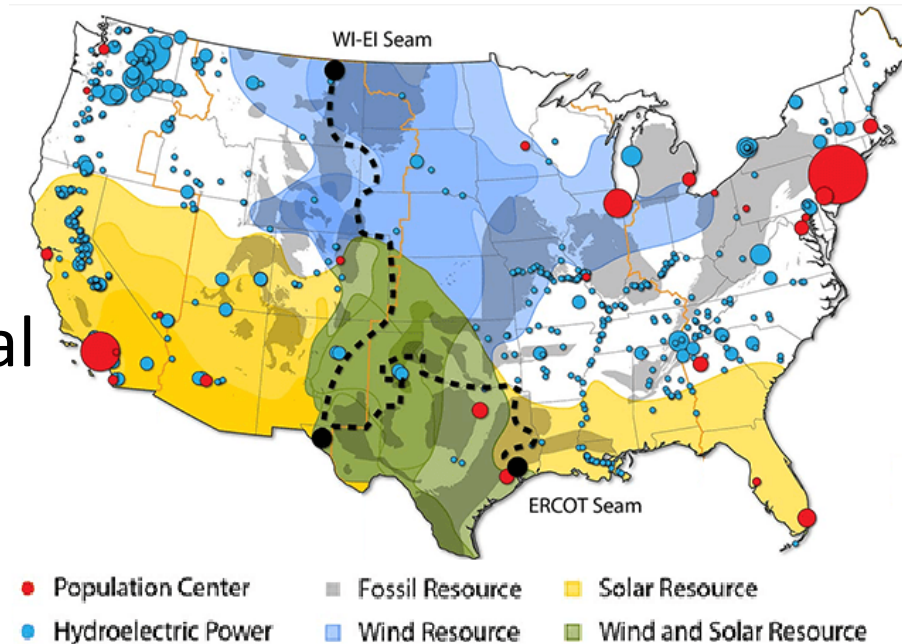 WI-EI Seam
al
ERCOT Seam
Population Center
Fossil Resource
Solar Resource
Hydroelectric Power
Wind Resource
Wind and Solar Resource